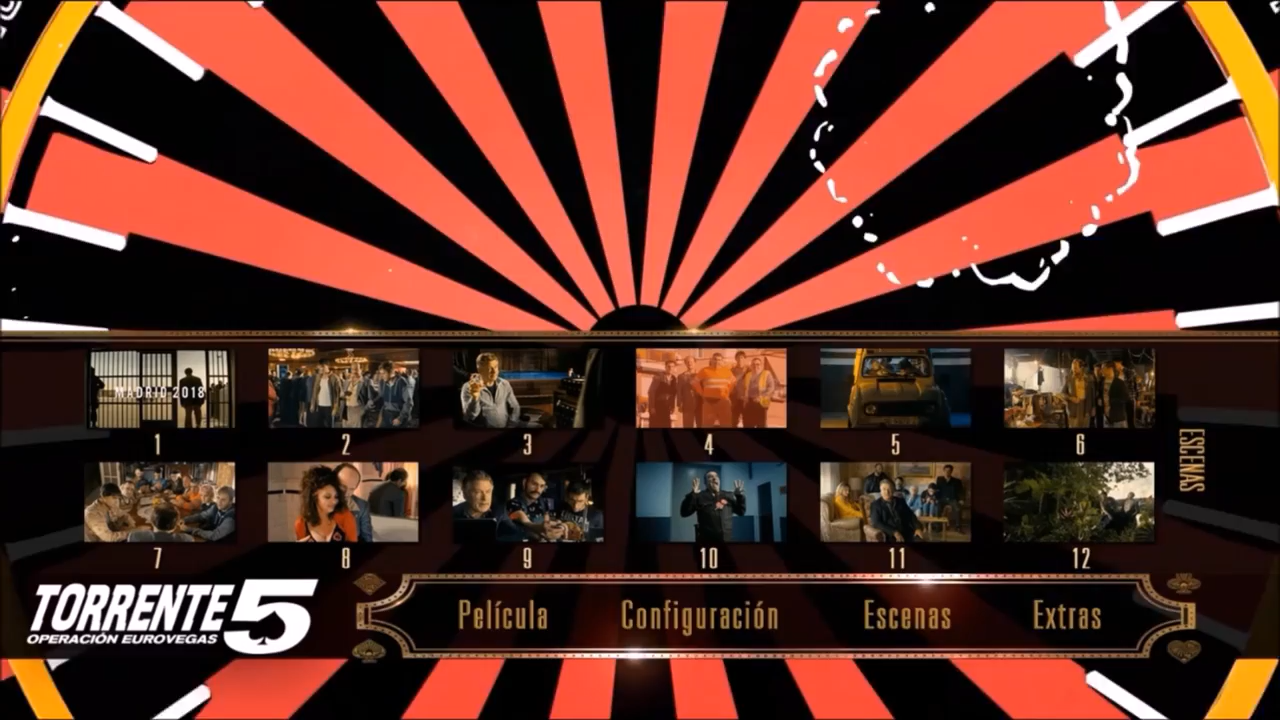 MADRID 2018
1 2 3 4 5 6
ESCENAS
7 8 9 10 11 12
TORRENTE 5
OPERACIÓN EUROVEGAS
Película Configuración Escenas Extras